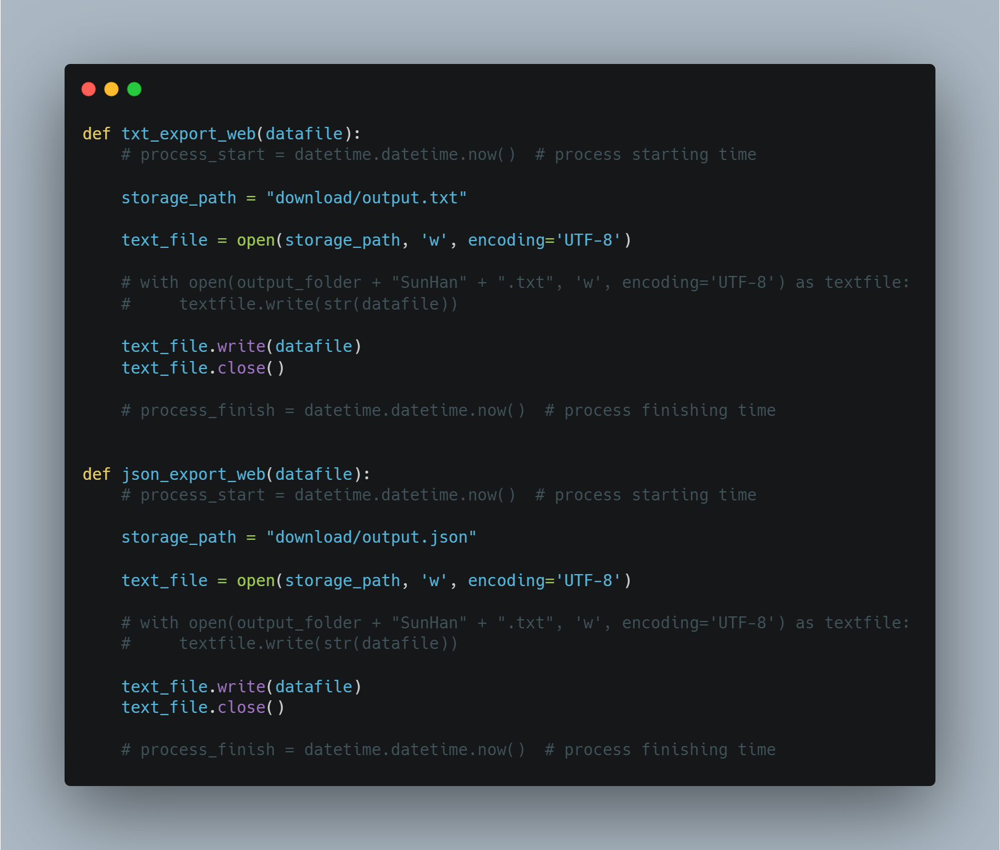 def txt_export_web(datafile):
    # process_start = datetime.datetime.now()  # process starting time

    storage_path = "download/output.txt"

    text_file = open(storage_path, 'w', encoding='UTF-8')

    # with open(output_folder + "SunHan" + ".txt", 'w', encoding='UTF-8') as textfile:
    #     textfile.write(str(datafile))

    text_file.write(datafile)
    text_file.close()

    # process_finish = datetime.datetime.now()  # process finishing time


def json_export_web(datafile):
    # process_start = datetime.datetime.now()  # process starting time

    storage_path = "download/output.json"

    text_file = open(storage_path, 'w', encoding='UTF-8')

    # with open(output_folder + "SunHan" + ".txt", 'w', encoding='UTF-8') as textfile:
    #     textfile.write(str(datafile))

    text_file.write(datafile)
    text_file.close()

    # process_finish = datetime.datetime.now()  # process finishing time